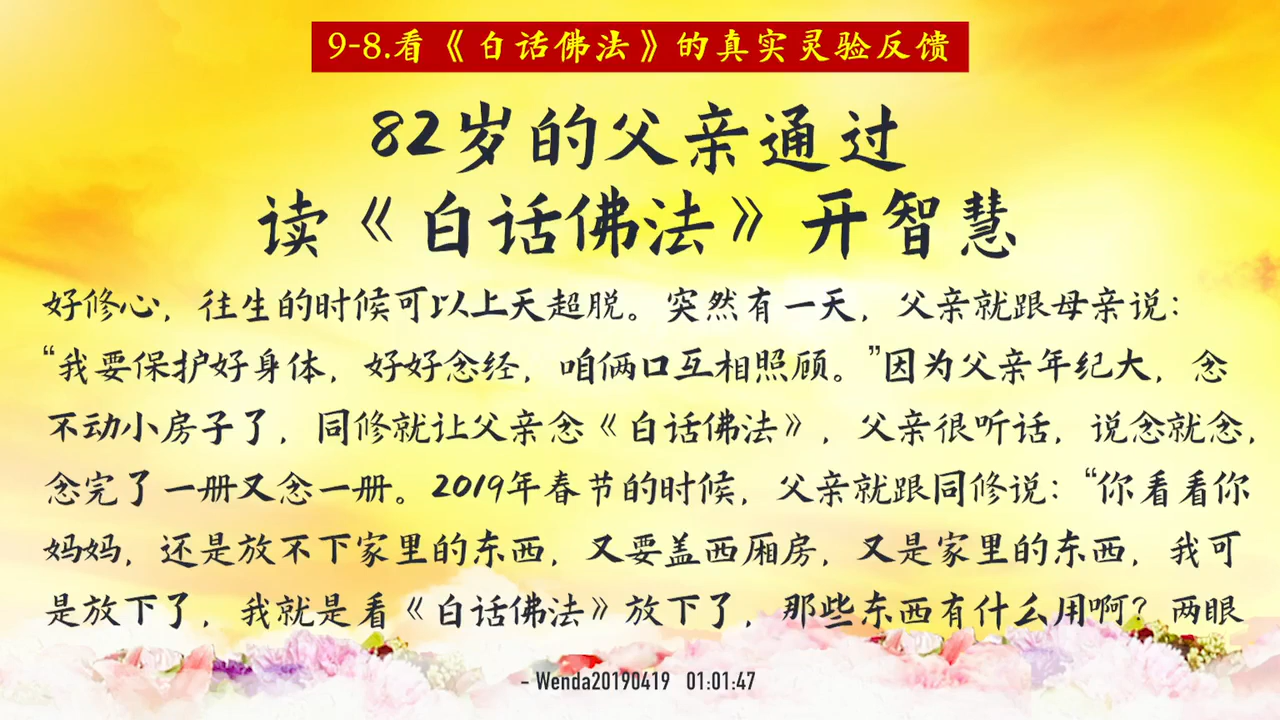 9-8.看《白话佛法》的真实灵验反馈
82岁的父亲通过
读《白话佛法》开智慧
好修心，往生的时候可以上天超脱。突然有一天，父亲就跟母亲说：
“我要保护好身体，好好念经，咱俩口互相照顾。”因为父亲年纪大，念
不动小房子了，同修就让父亲念《白话佛法》，父亲很听话，说念就念，
念完了一册又念一册。2019年春节的时候，父亲就跟同修说：“你看看你
妈妈，还是放不下家里的东西，又要盖西厢房，又是家里的东西，我可
是放下了，我就是看《白话佛法》放下了，那些东西有什么用啊？两眼
- Wenda20190419 01:01:47